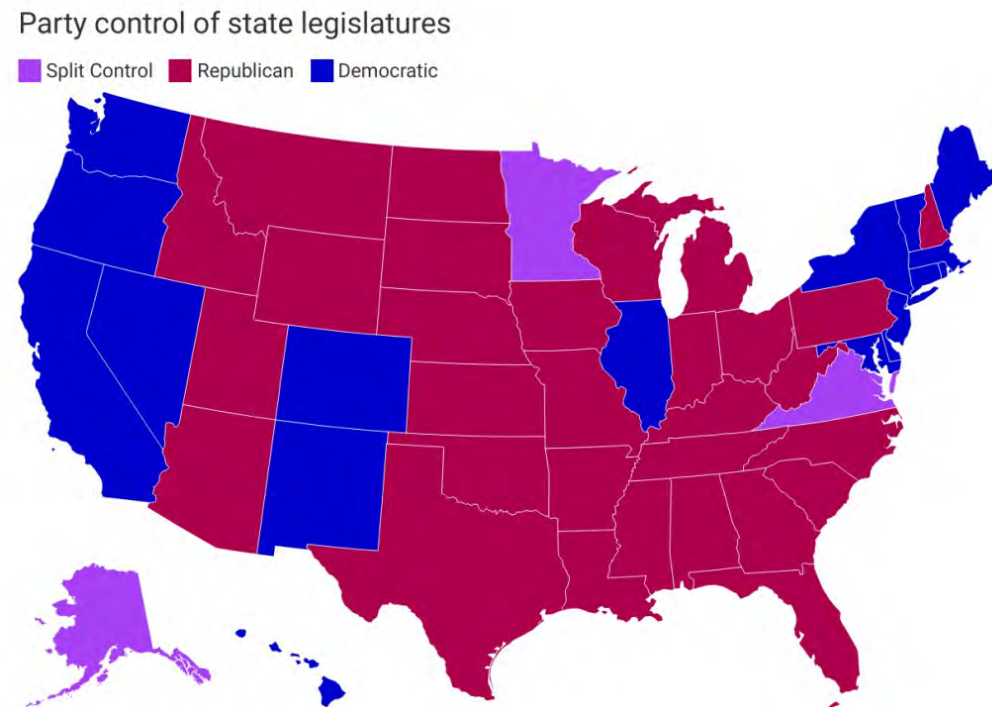 Party control of state legislatures
Split Control Republican Democratic